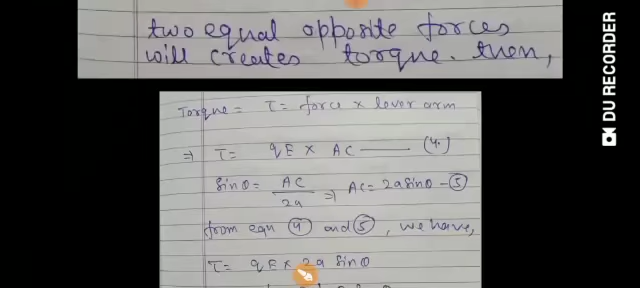 two equal opposite forces
will creates torque. then,
Torque = τ = force × lever arm
⇒ τ = qE × AC —— (4.)
sinθ = AC/2a ⇒ AC = 2a sinθ - ⑤
from equn ④ and ⑤, we have,
τ = qE × 2a sinθ
DU RECORDER